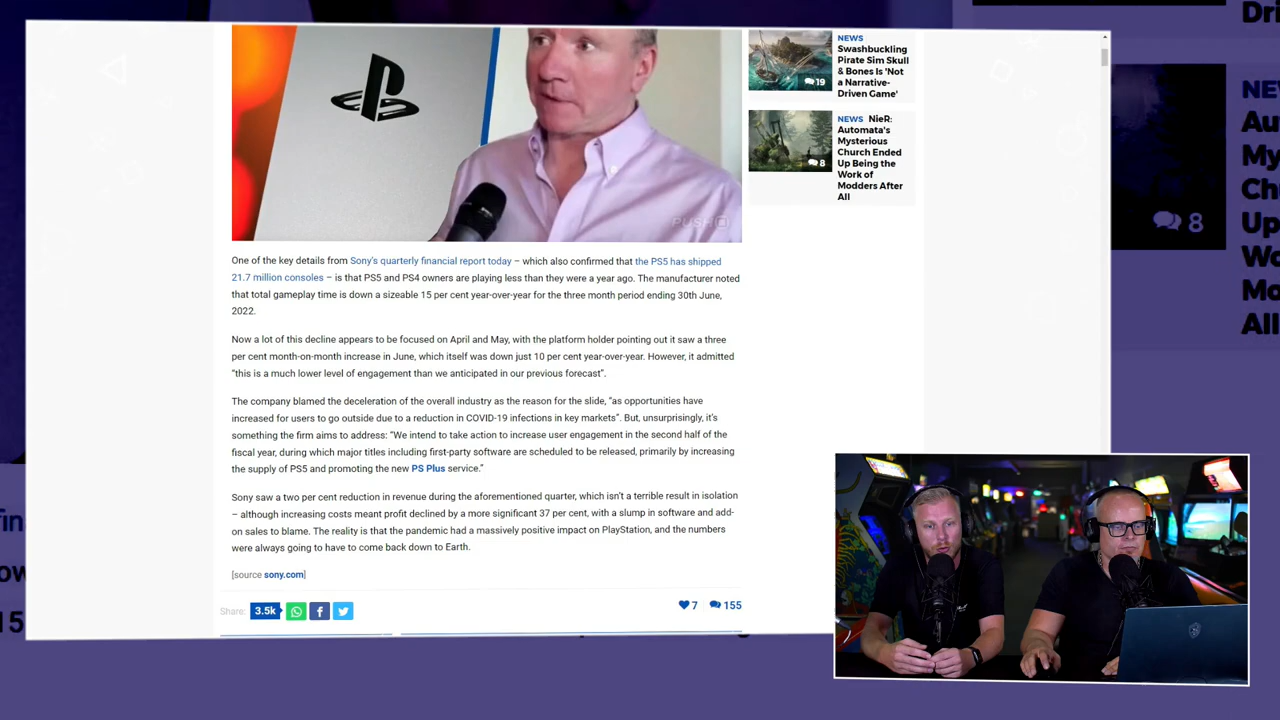 PUSH
One of the key details from Sony's quarterly financial report today – which also confirmed that the PS5 has shipped
21.7 million consoles – is that PS5 and PS4 owners are playing less than they were a year ago. The manufacturer noted
that total gameplay time is down a sizeable 15 per cent year-over-year for the three month period ending 30th June,
2022.
Now a lot of this decline appears to be focused on April and May, with the platform holder pointing out it saw a three
per cent month-on-month increase in June, which itself was down just 10 per cent year-over-year. However, it admitted
“this is a much lower level of engagement than we anticipated in our previous forecast”.
The company blamed the deceleration of the overall industry as the reason for the slide, “as opportunities have
increased for users to go outside due to a reduction in COVID-19 infections in key markets”. But, unsurprisingly, it’s
something the firm aims to address: “We intend to take action to increase user engagement in the second half of the
fiscal year, during which major titles including first-party software are scheduled to be released, primarily by increasing
the supply of PS5 and promoting the new PS Plus service.”
Sony saw a two per cent reduction in revenue during the aforementioned quarter, which isn’t a terrible result in isolation
– although increasing costs meant profit declined by a more significant 37 per cent, with a slump in software and add-
on sales to blame. The reality is that the pandemic had a massively positive impact on PlayStation, and the numbers
were always going to have to come back down to Earth.
[source sony.com]
Share: 3.5k
7 155
NEWS
Swashbuckling
Pirate Sim Skull
& Bones Is 'Not
a Narrative-
Driven Game'
19
NEWS NieR:
Automata's
Mysterious
Church Ended
Up Being the
Work of
Modders After
All
8
Dri
NE
Au
My
Ch
Up
Wo
Mo
All
8
fin
ow
15